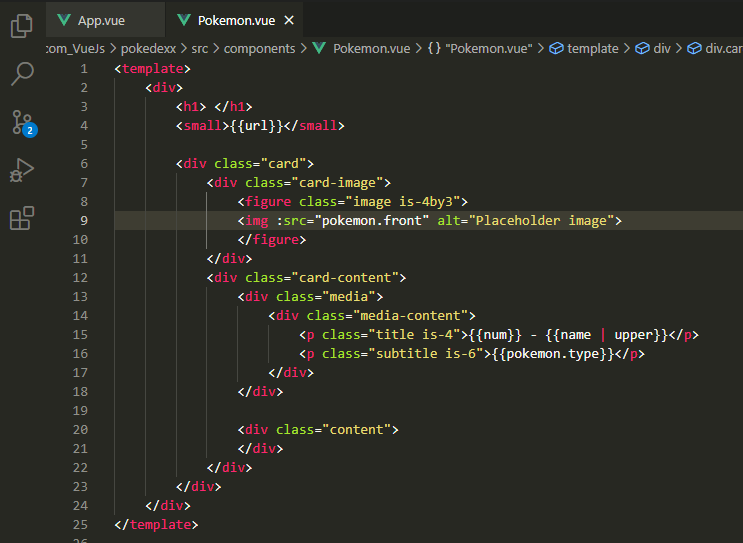 App.vue Pokemon.vue
:om_VueJs > pokedexx > src > components > Pokemon.vue > {} "Pokemon.vue" > template > div > div.car
1 <template>
2     <div>
3         <h1> </h1>
4         <small>{{url}}</small>
5
6         <div class="card">
7             <div class="card-image">
8                 <figure class="image is-4by3">
9                 <img :src="pokemon.front" alt="Placeholder image">
10                 </figure>
11             </div>
12             <div class="card-content">
13                 <div class="media">
14                     <div class="media-content">
15                         <p class="title is-4">{{num}} - {{name | upper}}</p>
16                         <p class="subtitle is-6">{{pokemon.type}}</p>
17                     </div>
18                 </div>
19
20                 <div class="content">
21                 </div>
22             </div>
23         </div>
24     </div>
25 </template>
2